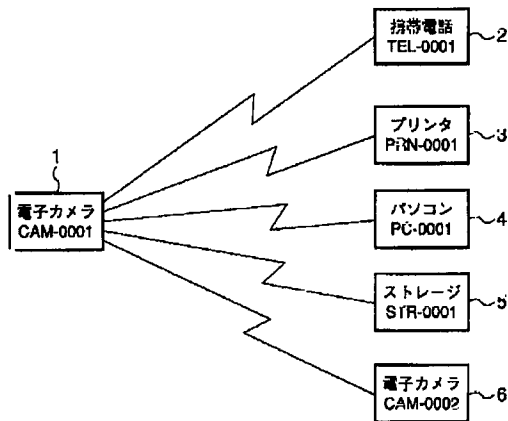 携帯電話
TEL-0001
2
プリンタ
PRN-0001
3
1
電子カメラ
CAM-0001
パソコン
PC-0001
4
ストレージ
STR-0001
5
電子カメラ
CAM-0002
6